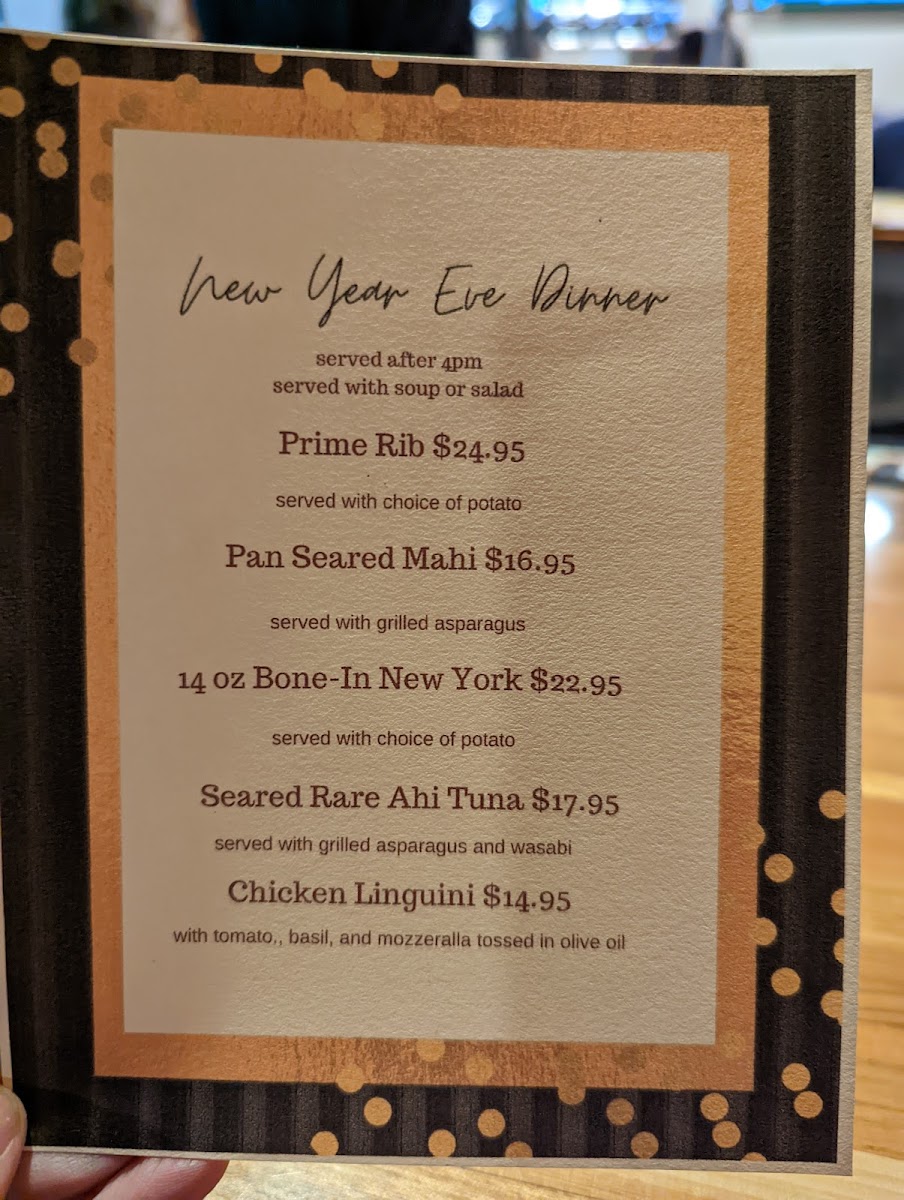 New Year Eve Dinner
served after 4pm
served with soup or salad
Prime Rib $24.95
served with choice of potato
Pan Seared Mahi $16.95
served with grilled asparagus
14 oz Bone-In New York $22.95
served with choice of potato
Seared Rare Ahi Tuna $17.95
served with grilled asparagus and wasabi
Chicken Linguini $14.95
with tomato,, basil, and mozzeralla tossed in olive oil